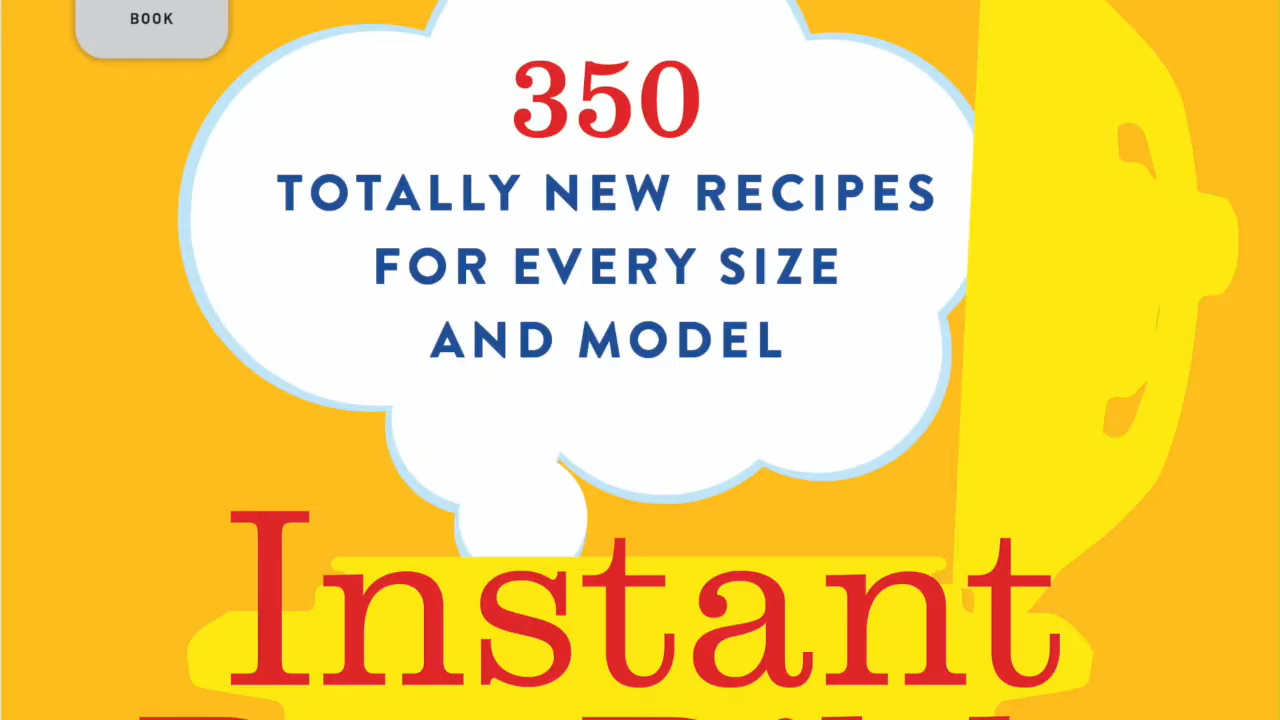 BOOK
350
TOTALLY NEW RECIPES
FOR EVERY SIZE
AND MODEL
Instant